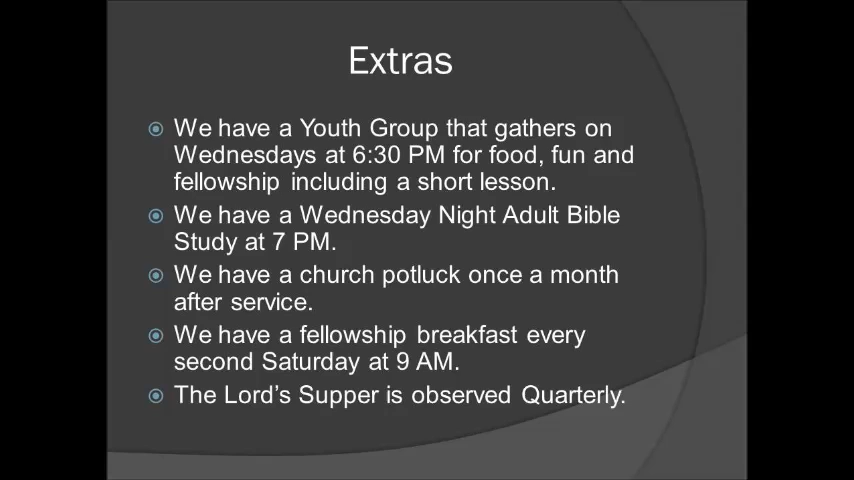 Extras
We have a Youth Group that gathers on
Wednesdays at 6:30 PM for food, fun and
fellowship including a short lesson.
We have a Wednesday Night Adult Bible
Study at 7 PM.
We have a church potluck once a month
after service.
We have a fellowship breakfast every
second Saturday at 9 AM.
The Lord’s Supper is observed Quarterly.